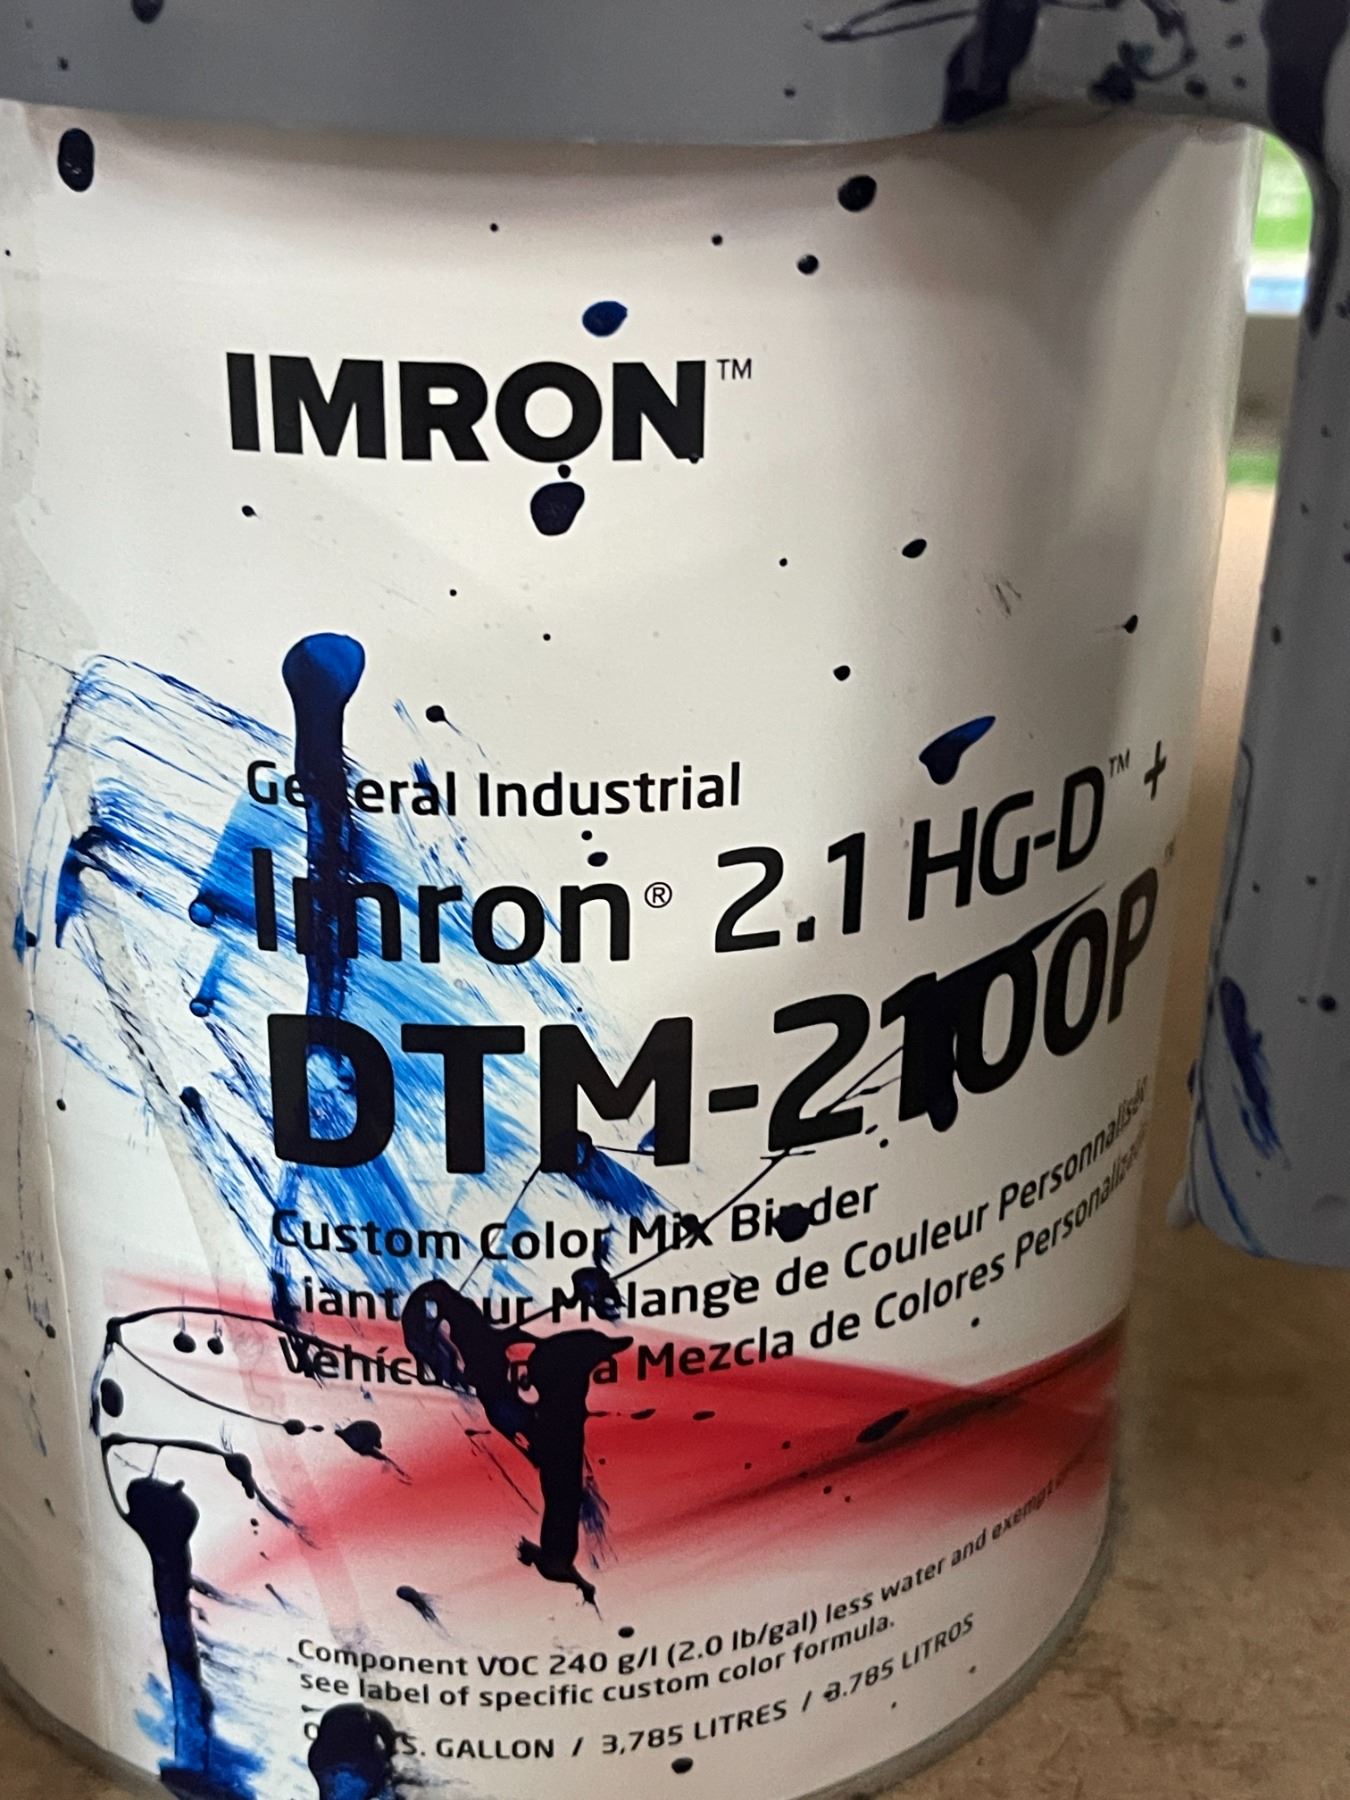 IMRON™
General Industrial
Imron® 2.1 HG-D™ +
DTM-2100P
Custom Color Mix Binder
Liant pour Mélange de Couleur Personnalisé
Mezcla de Colores
Component VOC 240 g/l (2.0 lb/gal) less water and exempt
see label of specific custom color formula.
GALLON / 3,785 LITRES / 3.785 LITROS